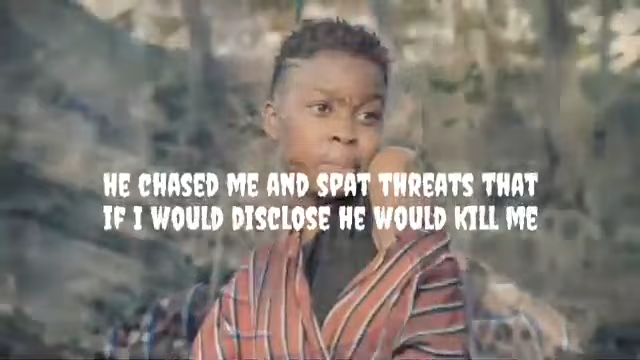 HE CHASED ME AND SPAT THREATS THAT
IF I WOULD DISCLOSE HE WOULD KILL ME